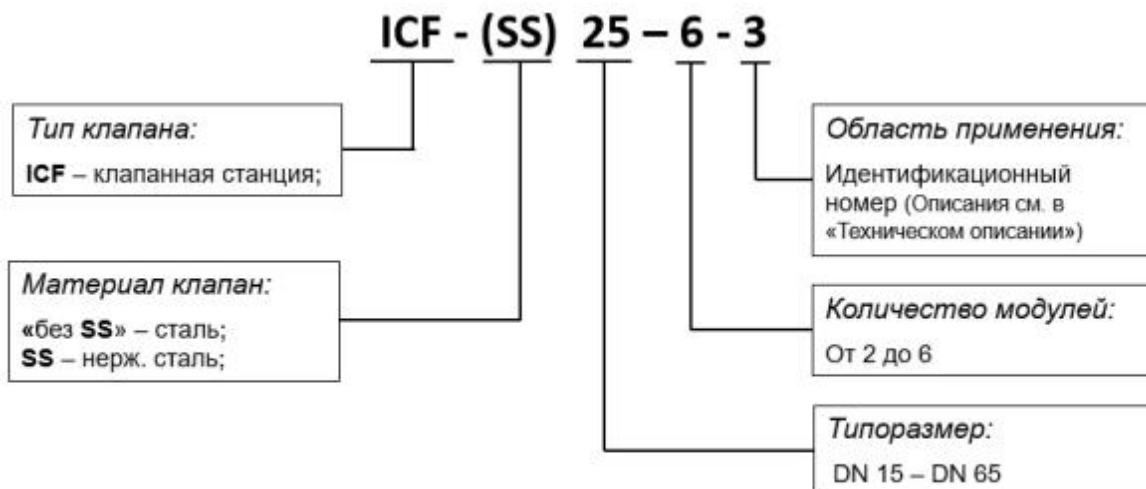 ICF - (SS) 25 – 6 - 3
Тип клапана:
ICF – клапанная станция;
Материал клапан:
«без SS» – сталь;
SS – нерж. сталь;
Область применения:
Идентификационный
номер (Описания см. в
«Техническом описании»)
Количество модулей:
От 2 до 6
Типоразмер:
DN 15 – DN 65